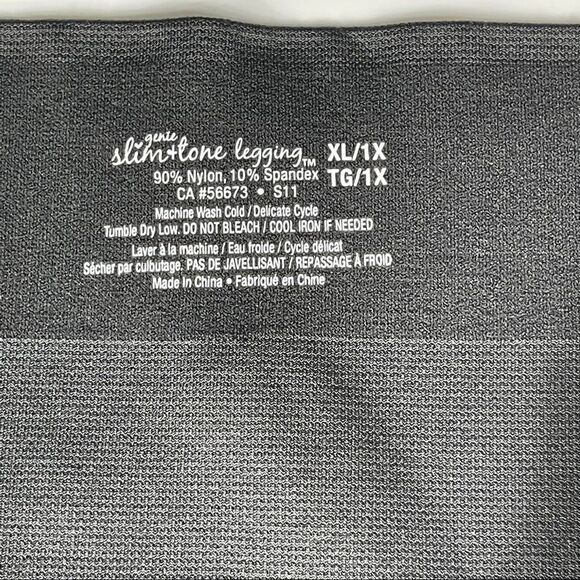 genie
slim+tone legging™ XL/1X
90% Nylon, 10% Spandex TG/1X
CA #56673 • S11
Machine Wash Cold / Delicate Cycle
Tumble Dry Low. DO NOT BLEACH / COOL IRON IF NEEDED
Laver à la machine / Eau froide / Cycle délicat
Sécher par culbutage. PAS DE JAVELLISANT / REPASSAGE À FROID
Made In China • Fabriqué en Chine